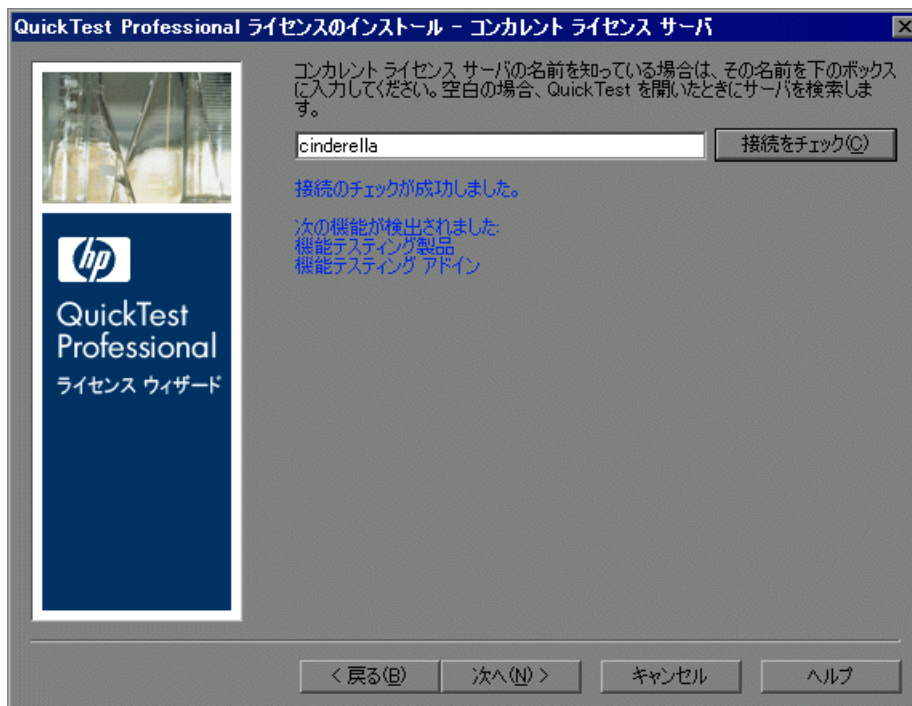 QuickTest Professional ライセンスのインストール - コンカレント ライセンス サーバ
コンカレント ライセンス サーバの名前を知っている場合は、その名前を下のボックス
に入力してください。空白の場合、QuickTest を開いたときにサーバを検索しま
す。
cinderella
接続をチェック(C)
接続のチェックが成功しました。
次の機能が検出されました:
機能テスティング製品
機能テスティング アドイン
hp
QuickTest
Professional
ライセンス ウィザード
< 戻る(B)
次へ(N) >
キャンセル
ヘルプ